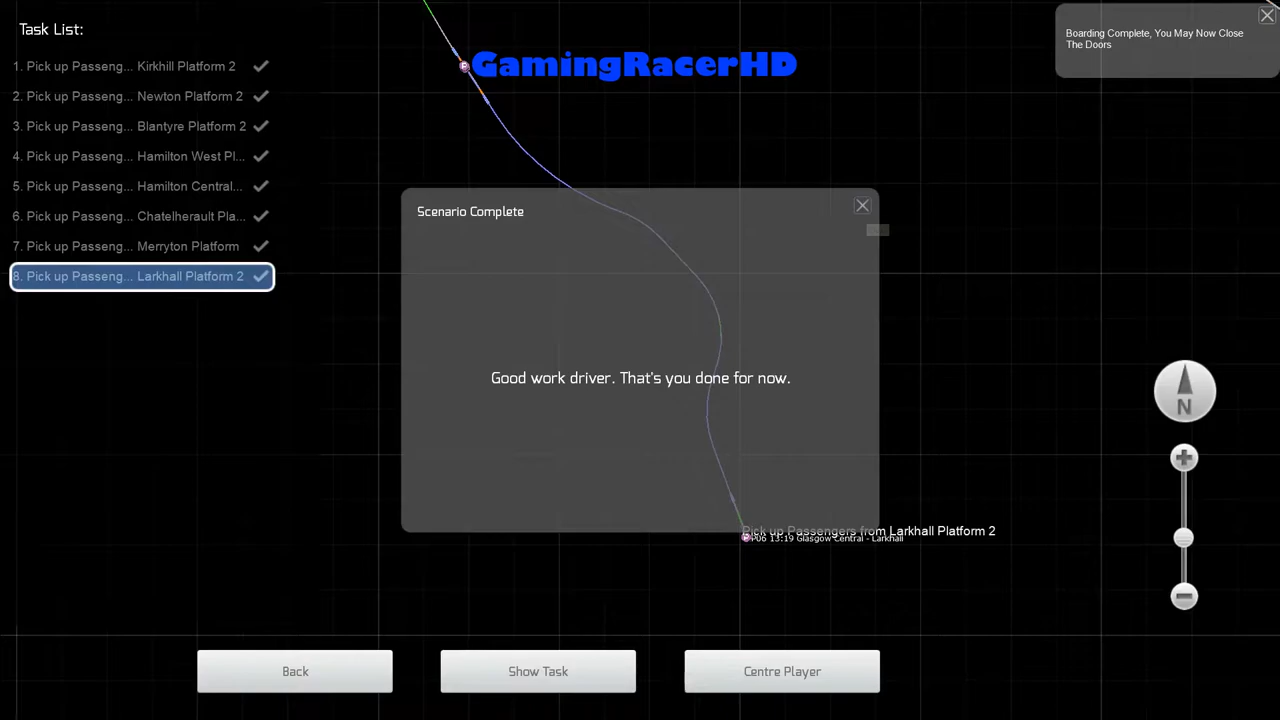 Task List:
1. Pick up Passeng... Kirkhill Platform 2
2. Pick up Passeng... Newton Platform 2
3. Pick up Passeng... Blantyre Platform 2
4. Pick up Passeng... Hamilton West Pl...
5. Pick up Passeng... Hamilton Central...
6. Pick up Passeng... Chatelherault Pla...
7. Pick up Passeng... Merryton Platform
8. Pick up Passeng... Larkhall Platform 2
GamingRacerHD
Boarding Complete, You May Now Close
The Doors
Scenario Complete
Good work driver. That's you done for now.
Pick up Passengers from Larkhall Platform 2
13:19 Glasgow Central - Larkhall
N
Back
Show Task
Centre Player